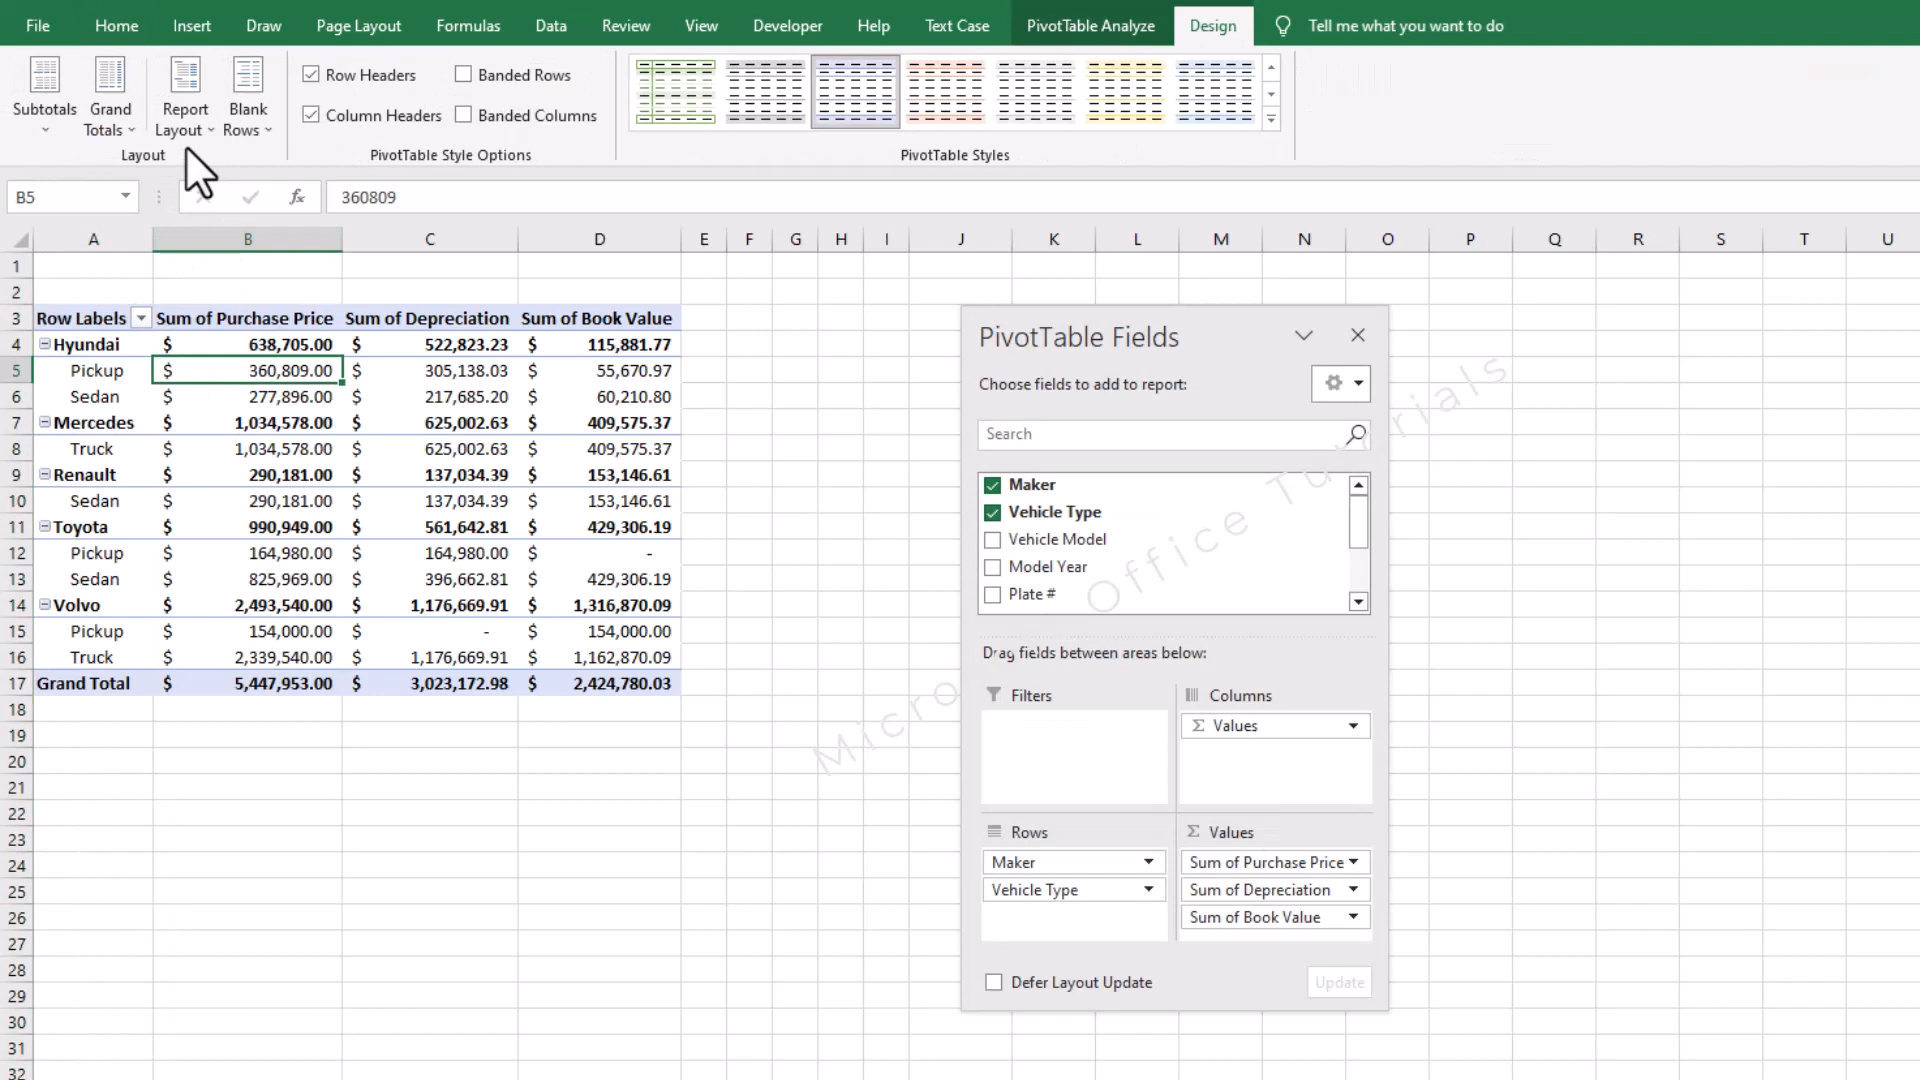 File Home Insert Draw Page Layout Formulas Data Review View Developer Help Text Case PivotTable Analyze Design Tell me what you want to do
Subtotals Grand Totals Report Layout Blank Rows
Row Headers Banded Rows
Column Headers Banded Columns
Layout PivotTable Style Options PivotTable Styles
B5 fx 360809
A B C D E F G H I J K L M N O P Q R S T U
1
2
3 Row Labels Sum of Purchase Price Sum of Depreciation Sum of Book Value
4 Hyundai $ 638,705.00 $ 522,823.23 $ 115,881.77
5 Pickup $ 360,809.00 $ 305,138.03 $ 55,670.97
6 Sedan $ 277,896.00 $ 217,685.20 $ 60,210.80
7 Mercedes $ 1,034,578.00 $ 625,002.63 $ 409,575.37
8 Truck $ 1,034,578.00 $ 625,002.63 $ 409,575.37
9 Renault $ 290,181.00 $ 137,034.39 $ 153,146.61
10 Sedan $ 290,181.00 $ 137,034.39 $ 153,146.61
11 Toyota $ 990,949.00 $ 561,642.81 $ 429,306.19
12 Pickup $ 164,980.00 $ 164,980.00 $ -
13 Sedan $ 825,969.00 $ 396,662.81 $ 429,306.19
14 Volvo $ 2,493,540.00 $ 1,176,669.91 $ 1,316,870.09
15 Pickup $ 154,000.00 $ - $ 154,000.00
16 Truck $ 2,339,540.00 $ 1,176,669.91 $ 1,162,870.09
17 Grand Total $ 5,447,953.00 $ 3,023,172.98 $ 2,424,780.03
18
19
20
21
22
23
24
25
26
27
28
29
30
31
32
PivotTable Fields
Choose fields to add to report:
Search
Maker
Vehicle Type
Vehicle Model
Model Year
Plate #
Drag fields between areas below:
Filters
Columns
Σ Values
Rows
Maker
Vehicle Type
Σ Values
Sum of Purchase Price
Sum of Depreciation
Sum of Book Value
Defer Layout Update
Update
Office Tutorials